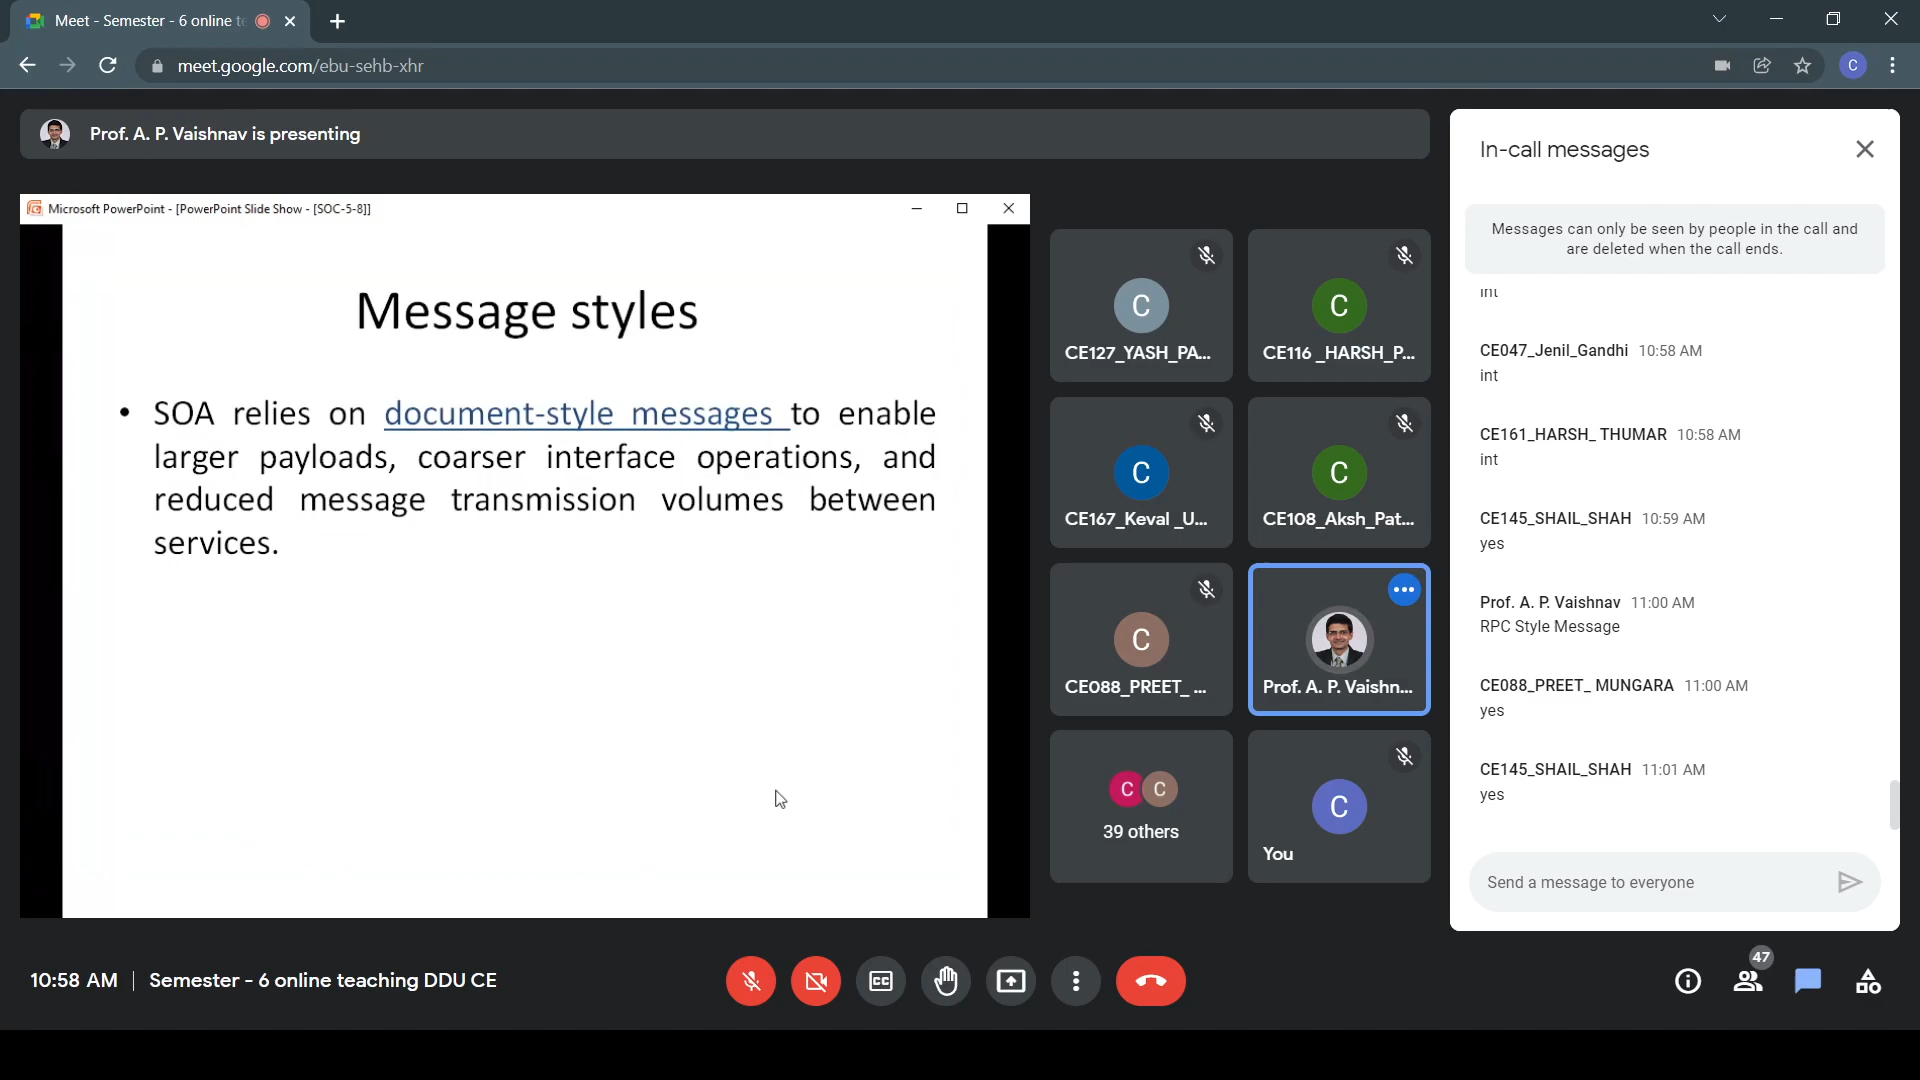 Meet - Semester - 6 online te
meet.google.com/ebu-sehb-xhr
C
Prof. A. P. Vaishnav is presenting
Microsoft PowerPoint - [PowerPoint Slide Show - [SOC-5-8]]
Message styles
• SOA relies on document-style messages to enable
larger payloads, coarser interface operations, and
reduced message transmission volumes between
services.
C
CE127_YASH_PA...
C
CE116 _HARSH_P...
C
CE167_Keval _U...
C
CE108_Aksh_Pat...
C
CE088_PREET_ ...
Prof. A. P. Vaishn...
C C
39 others
C
You
In-call messages
Messages can only be seen by people in the call and
are deleted when the call ends.
int
CE047_Jenil_Gandhi 10:58 AM
int
CE161_HARSH_ THUMAR 10:58 AM
int
CE145_SHAIL_SHAH 10:59 AM
yes
Prof. A. P. Vaishnav 11:00 AM
RPC Style Message
CE088_PREET_ MUNGARA 11:00 AM
yes
CE145_SHAIL_SHAH 11:01 AM
yes
Send a message to everyone
10:58 AM | Semester - 6 online teaching DDU CE
CC
47